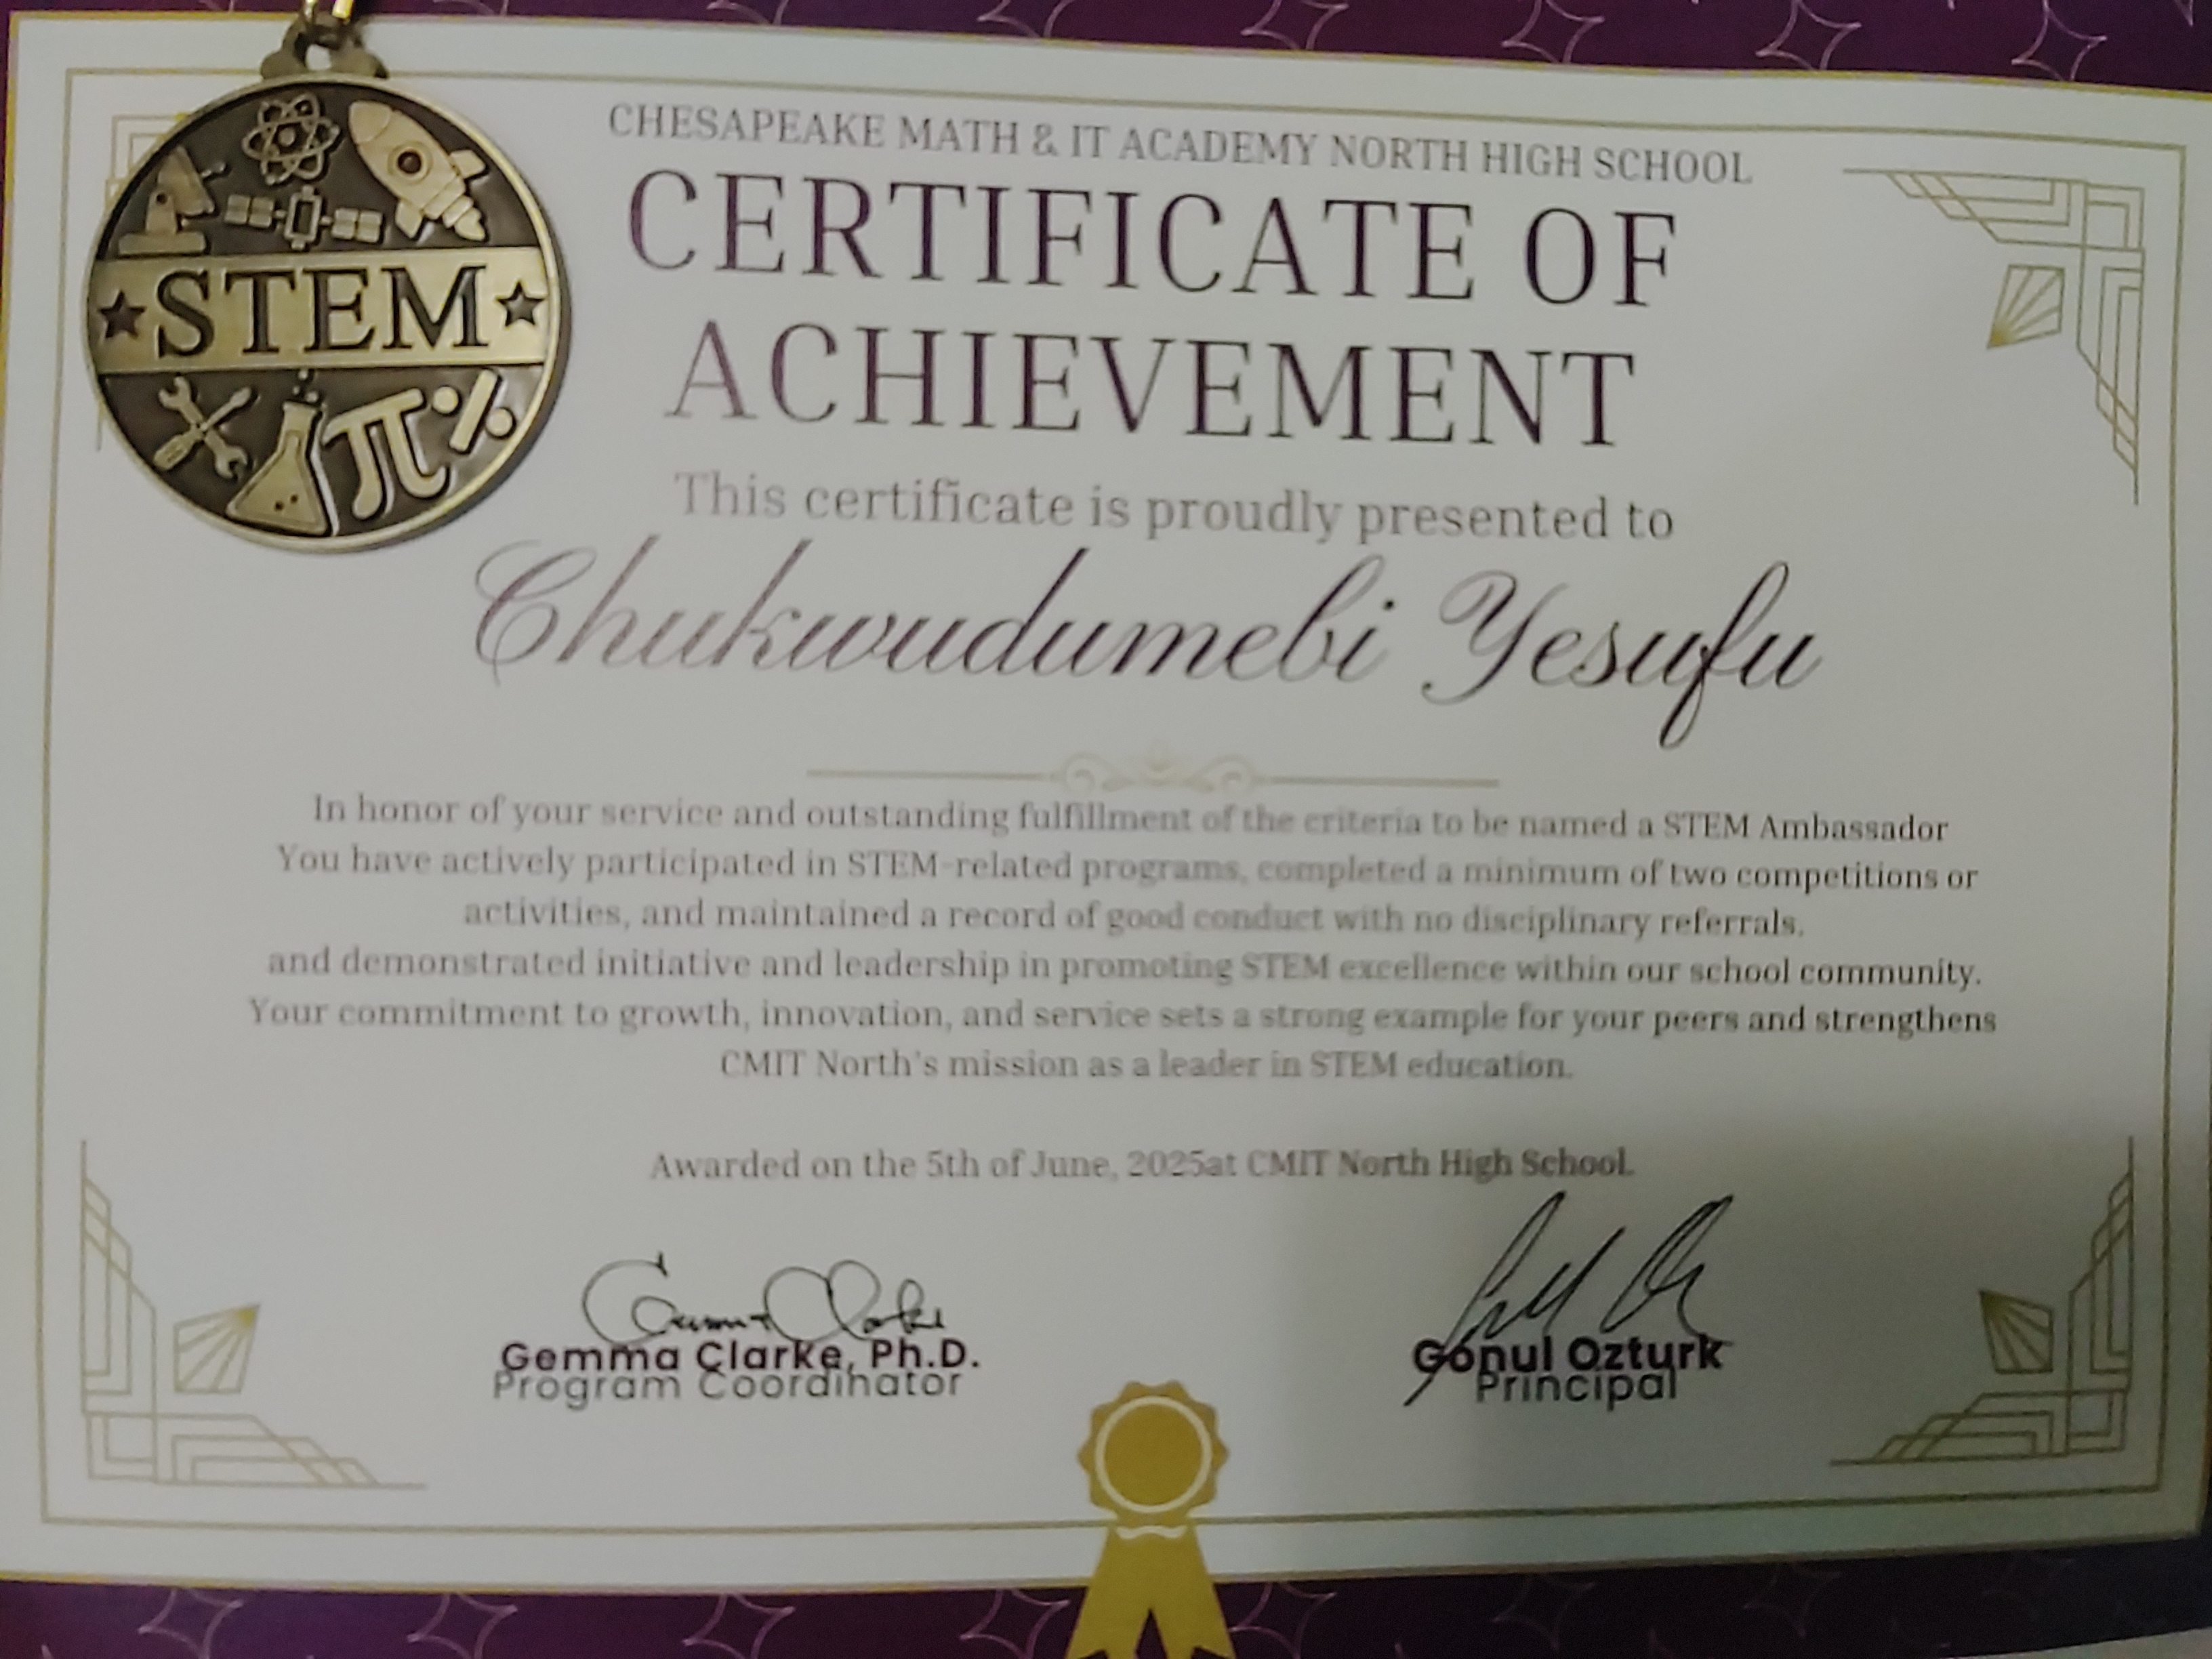 STEM
CHESAPEAKE MATH & IT ACADEMY NORTH HIGH SCHOOL
CERTIFICATE OF
ACHIEVEMENT
This certificate is proudly presented to
Chukwudumebi Yesufu
In honor of your service and outstanding fulfillment of the criteria to be named a STEM Ambassador
You have actively participated in STEM-related programs, completed a minimum of two competitions or
activities, and maintained a record of good conduct with no disciplinary referrals,
and demonstrated initiative and leadership in promoting STEM excellence within our school community.
Your commitment to growth, innovation, and service sets a strong example for your peers and strengthens
CMIT North's mission as a leader in STEM education.
Awarded on the 5th of June, 2025at CMIT North High School.
Gemma Clarke
Gemma Clarke, Ph.D.
Program Coordinator
Gonul Ozturk
Principal